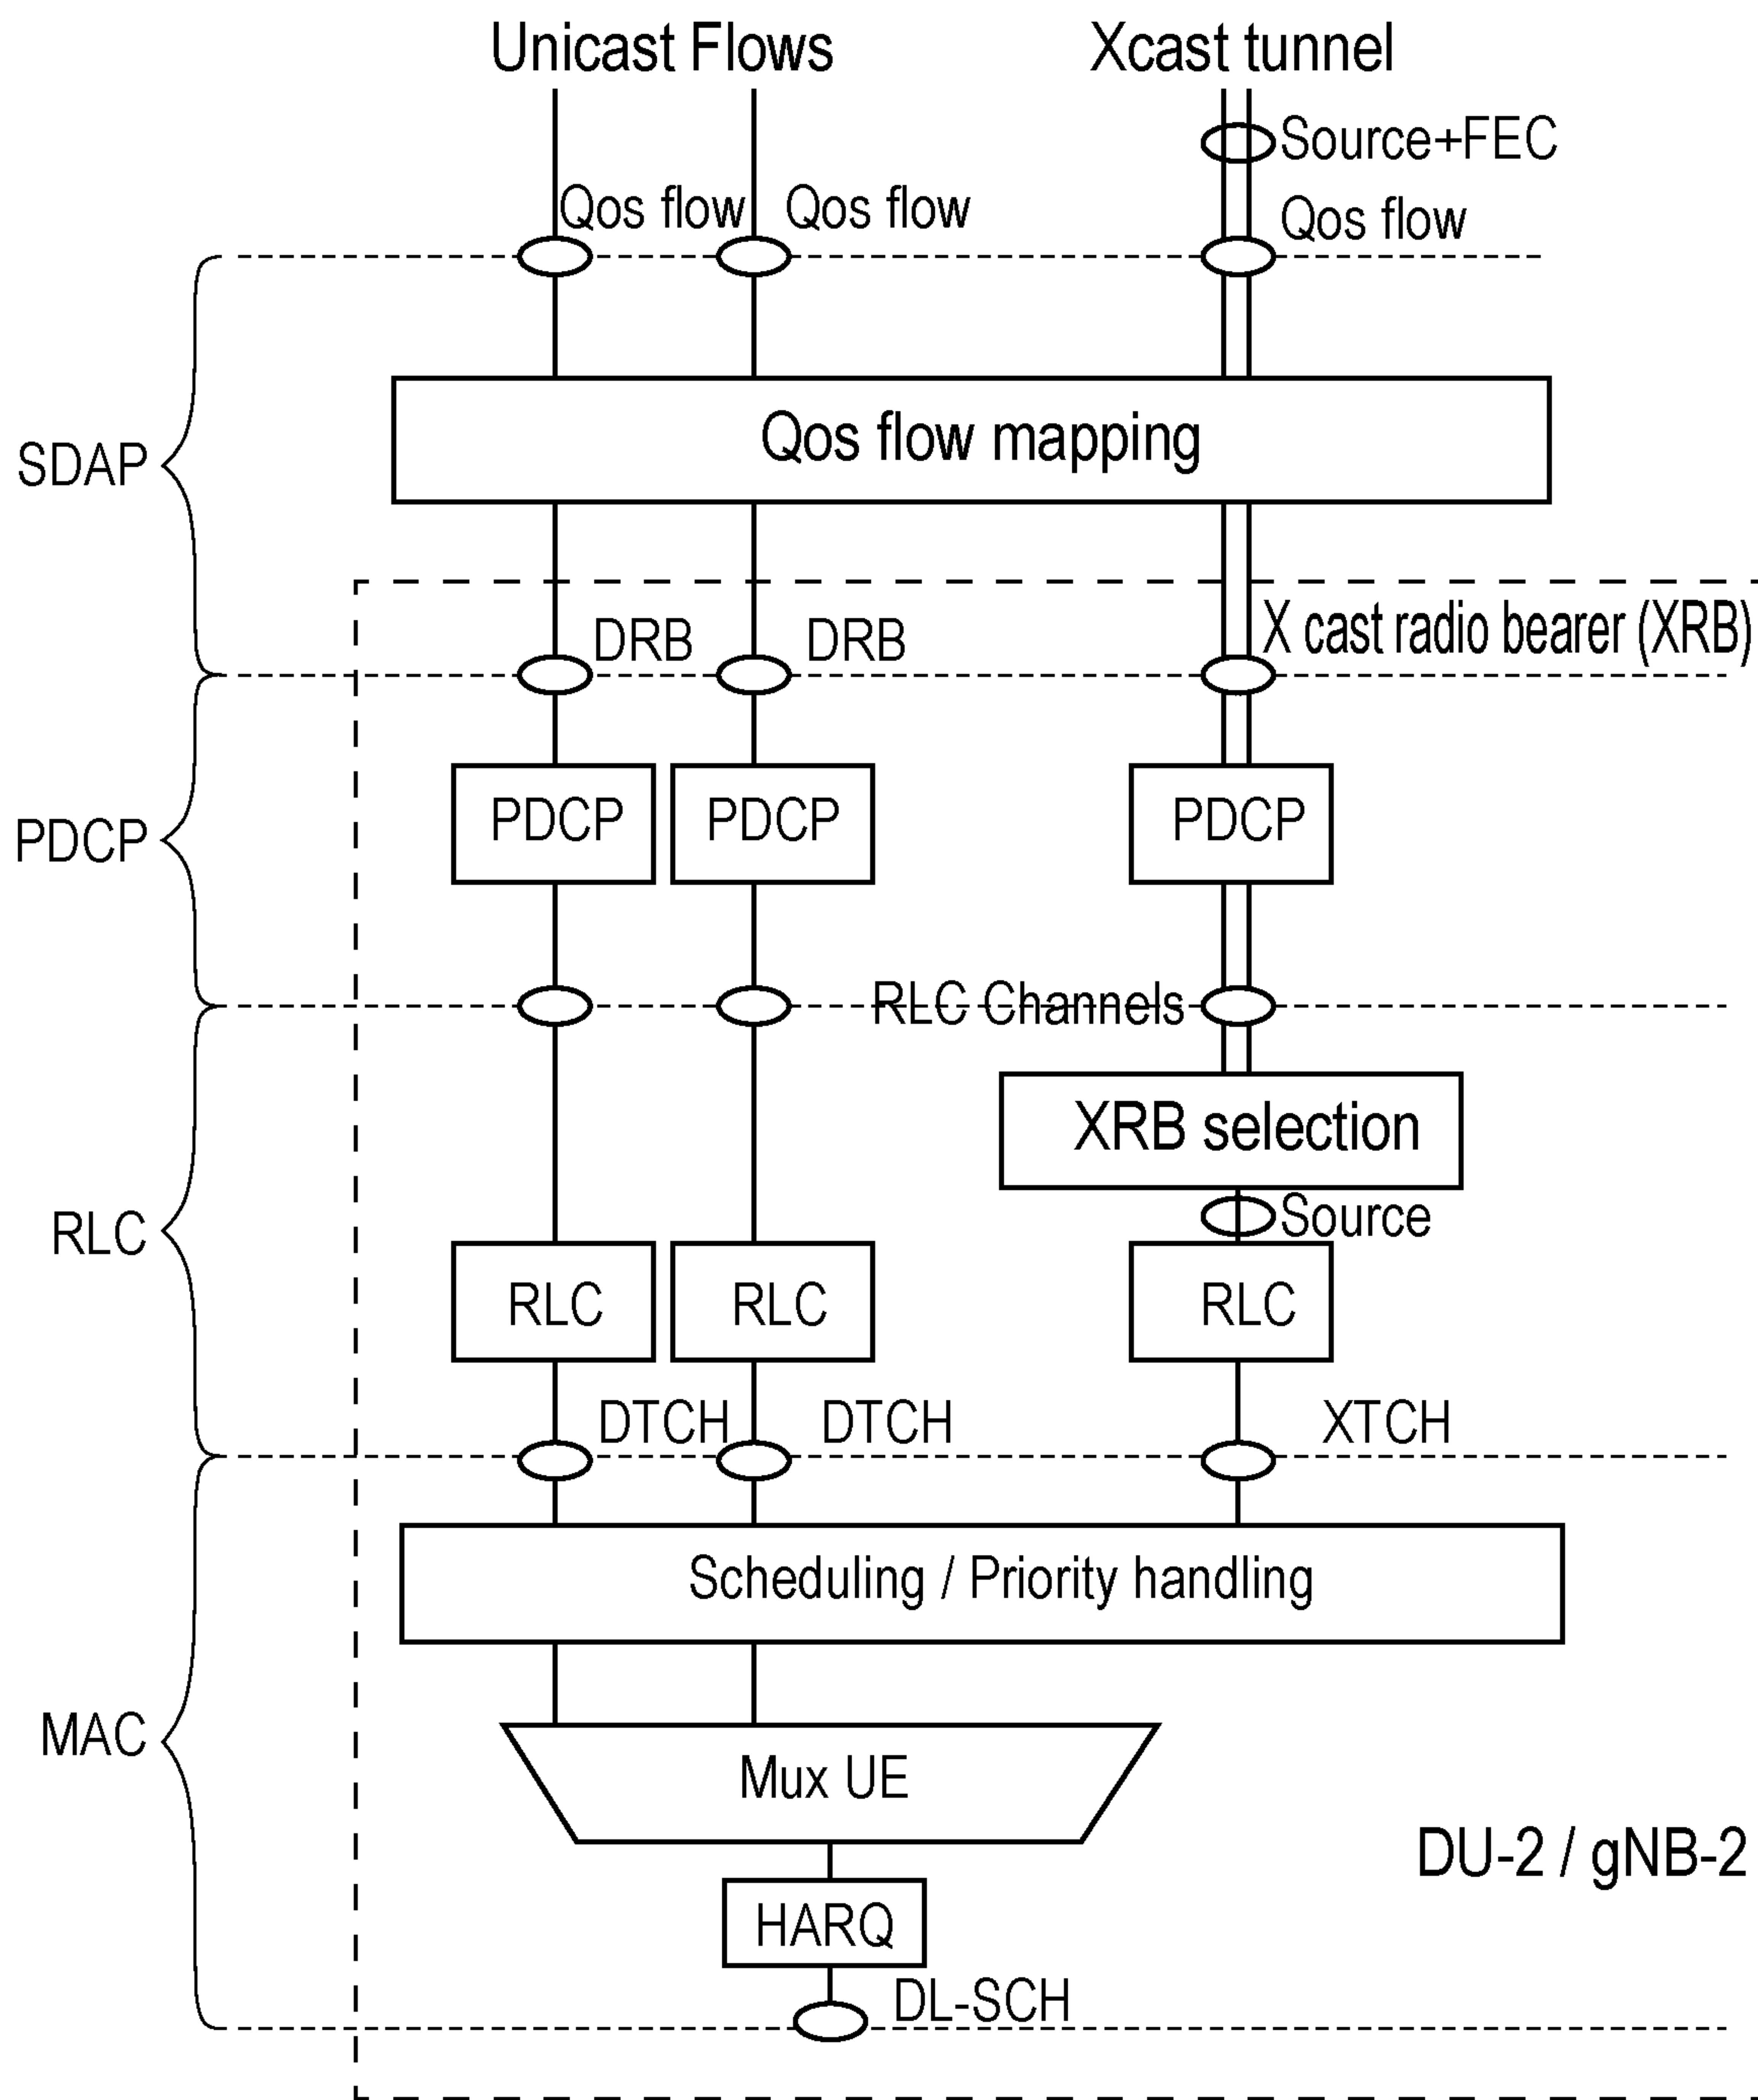 Unicast Flows
Xcast tunnel
Source+FEC
Qos flow
Qos flow
Qos flow
SDAP
Qos flow mapping
DRB
DRB
X cast radio bearer (XRB)
PDCP
PDCP
PDCP
PDCP
RLC Channels
XRB selection
Source
RLC
RLC
RLC
RLC
DTCH
DTCH
XTCH
Scheduling / Priority handling
MAC
Mux UE
DU-2 / gNB-2
HARQ
DL-SCH